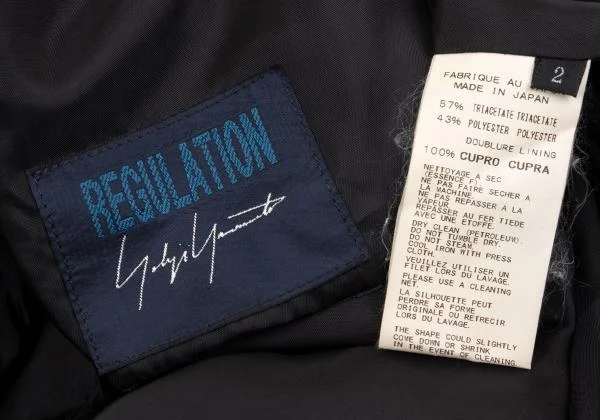 REGULATION
Yohji Yamamoto
2
FABRIQUE AU
MADE IN JAPAN
57% TRIACETATE TRIACETATE
43% POLYESTER POLYESTER
DOUBLURE LINING
100% CUPRO CUPRA
NETTOYAGE A SEC
(ESSENCE F)
NE PAS FAIRE SECHER A
LA MACHINE.
NE PAS REPASSER A LA
VAPEUR
REPASSER AU FER TIEDE
AVEC UNE ETOFFE.
DRY CLEAN (PETROLEUM).
DO NOT TUMBLE DRY.
DO NOT STEAM.
COOL IRON WITH PRESS
CLOTH.
VEUILLEZ UTILISER UN
FILET LORS DU LAVAGE.
PLEASE USE A CLEANING
NET.
LA SILHOUETTE PEUT
PERDRE SA FORME
ORIGINALE OU RETRECIR
LORS DU LAVAGE.
THE SHAPE COULD SLIGHTLY
COME DOWN OR SHRINK
IN THE EVENT OF CLEANING.